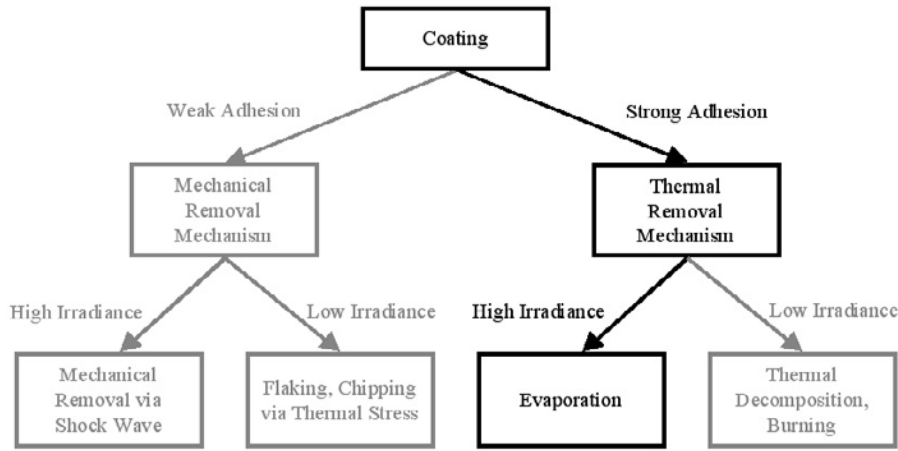 Coating
Weak Adhesion
Strong Adhesion
Mechanical
Removal
Mechanism
Thermal
Removal
Mechanism
High Irradiance
Low Irradiance
High Irradiance
Low Irradiance
Mechanical
Removal via
Shock Wave
Flaking, Chipping
via Thermal Stress
Evaporation
Thermal
Decomposition,
Burning